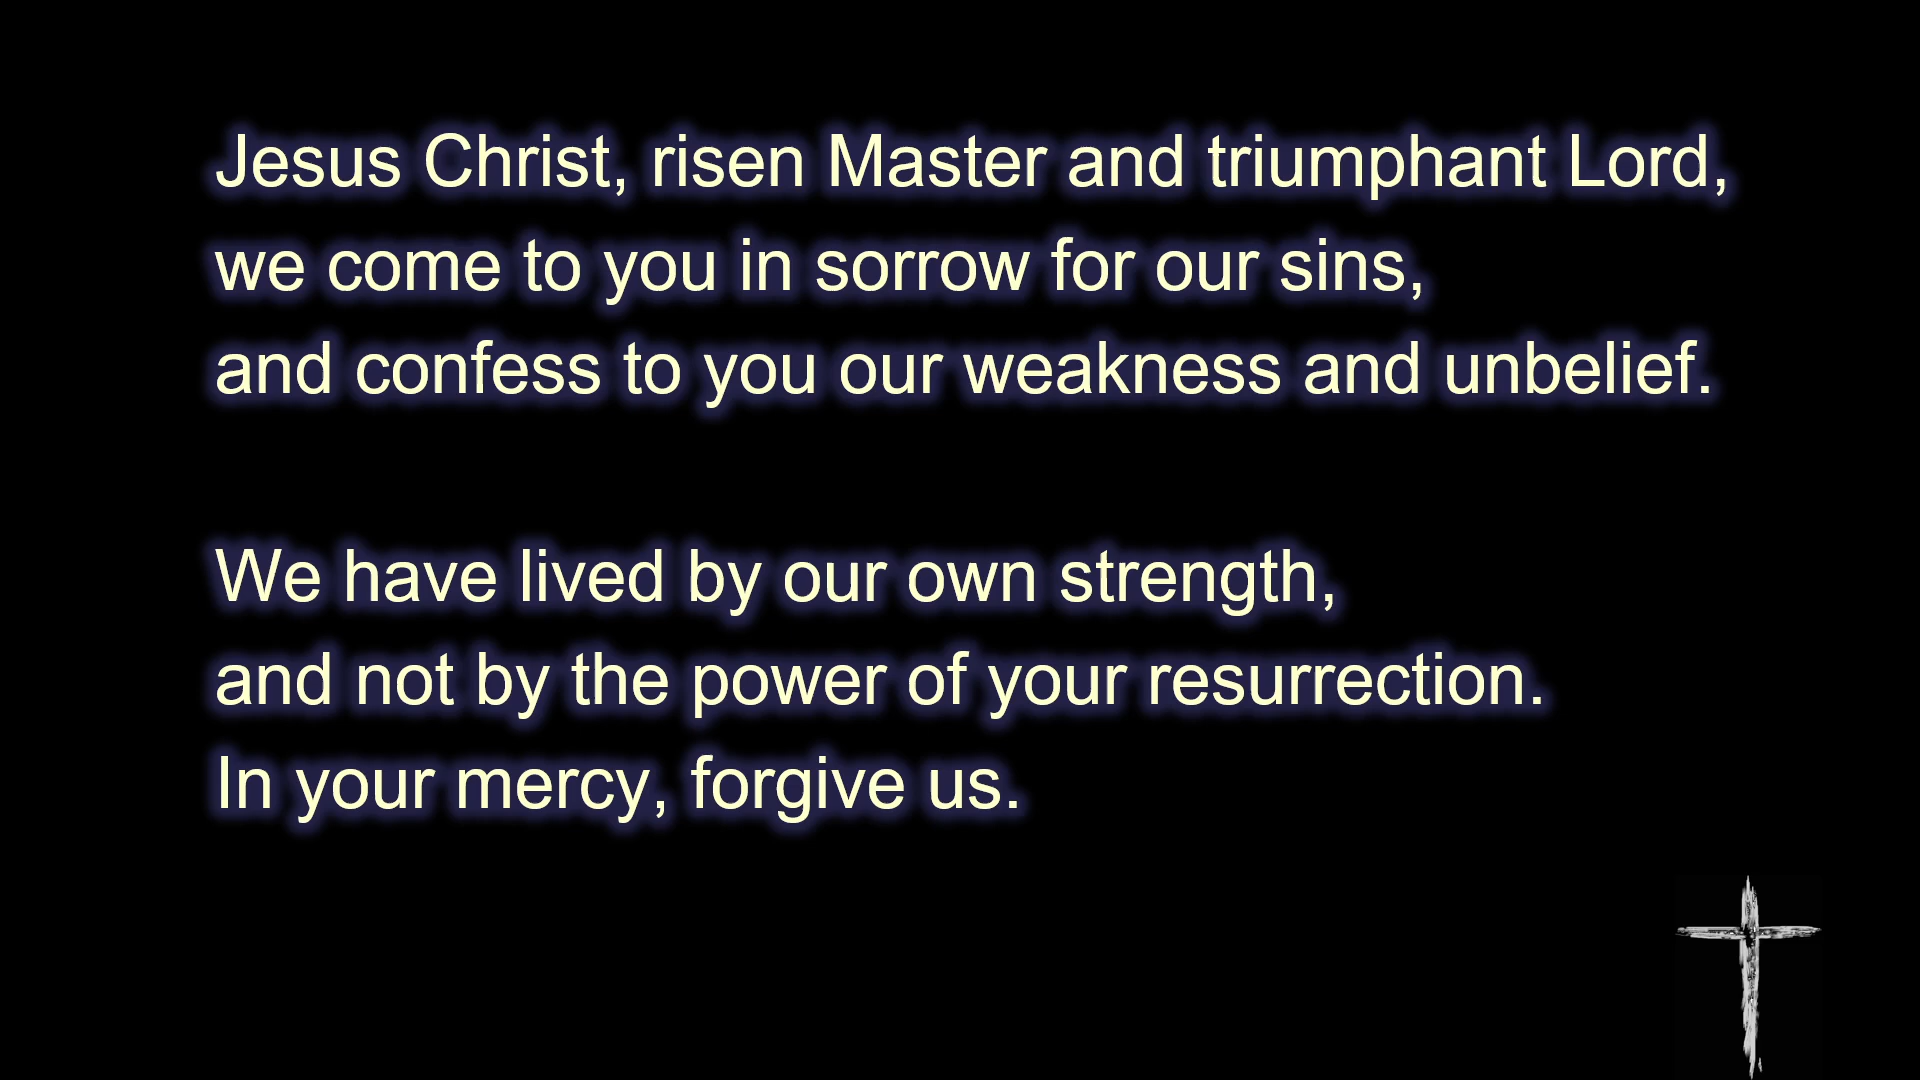 Jesus Christ, risen Master and triumphant Lord,
we come to you in sorrow for our sins,
and confess to you our weakness and unbelief.
We have lived by our own strength,
and not by the power of your resurrection.
In your mercy, forgive us.